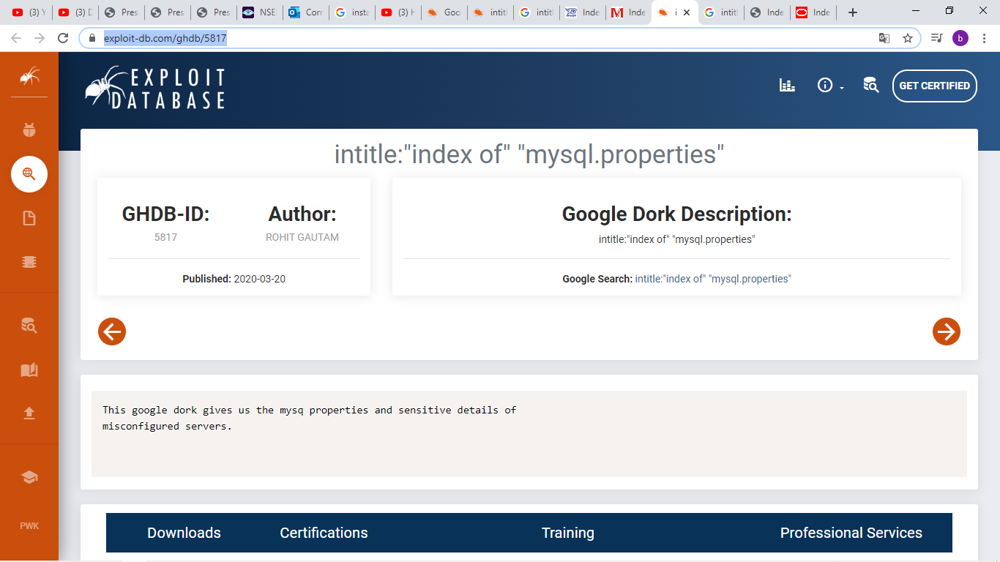 (3) Y
(3) D
Pres
Pres
Pres
NSE
Corr
insta
(3) H
Goo
intitl
intitl
Inde
Inde
i
intitl
Inde
Inde
exploit-db.com/ghdb/5817
b
EXPLOIT
DATABASE
GET CERTIFIED
intitle:"index of" "mysql.properties"
GHDB-ID:
5817
Author:
ROHIT GAUTAM
Published: 2020-03-20
Google Dork Description:
intitle:"index of" "mysql.properties"
Google Search: intitle:"index of" "mysql.properties"
This google dork gives us the mysq properties and sensitive details of
misconfigured servers.
PWK
Downloads Certifications Training Professional Services